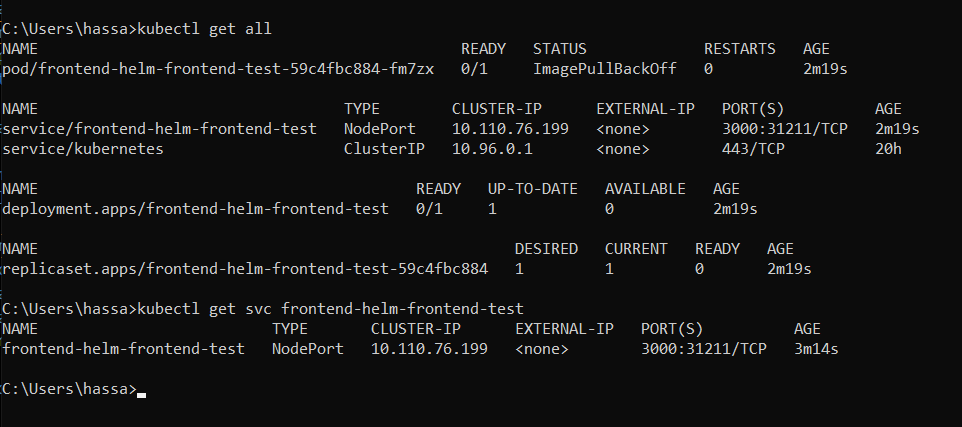 C:\Users\hassa>kubectl get all
NAME READY STATUS RESTARTS AGE
pod/frontend-helm-frontend-test-59c4fbc884-fm7zx 0/1 ImagePullBackOff 0 2m19s
NAME TYPE CLUSTER-IP EXTERNAL-IP PORT(S) AGE
service/frontend-helm-frontend-test NodePort 10.110.76.199 <none> 3000:31211/TCP 2m19s
service/kubernetes ClusterIP 10.96.0.1 <none> 443/TCP 20h
NAME READY UP-TO-DATE AVAILABLE AGE
deployment.apps/frontend-helm-frontend-test 0/1 1 0 2m19s
NAME DESIRED CURRENT READY AGE
replicaset.apps/frontend-helm-frontend-test-59c4fbc884 1 1 0 2m19s
C:\Users\hassa>kubectl get svc frontend-helm-frontend-test
NAME TYPE CLUSTER-IP EXTERNAL-IP PORT(S) AGE
frontend-helm-frontend-test NodePort 10.110.76.199 <none> 3000:31211/TCP 3m14s
C:\Users\hassa>